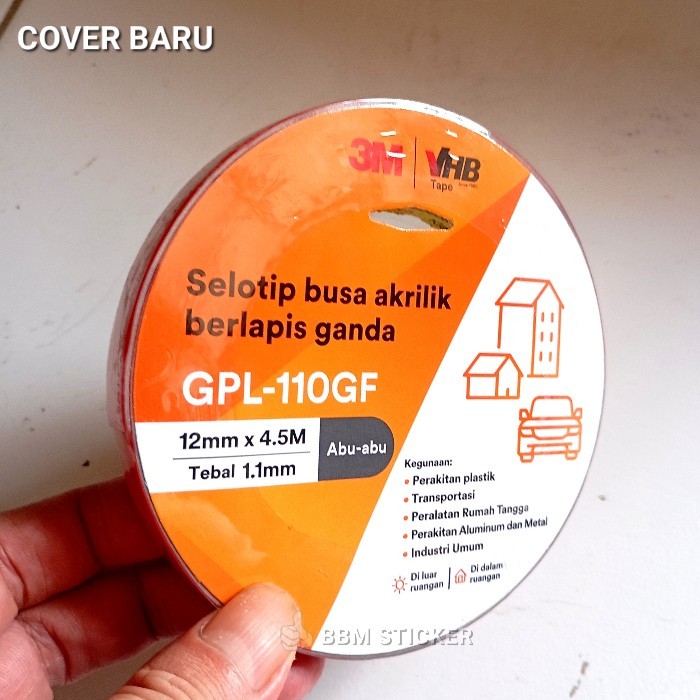 COVER BARU
3M VHB
Tape
Selotip busa akrilik
berlapis ganda
GPL-110GF
12mm x 4.5M
Tebal 1.1mm
Abu-abu
Kegunaan:
• Perakitan plastik
• Transportasi
• Peralatan Rumah Tangga
• Perakitan Aluminum dan Metal
• Industri Umum
Di luar
ruangan
Di dalam
ruangan
BBM STICKER